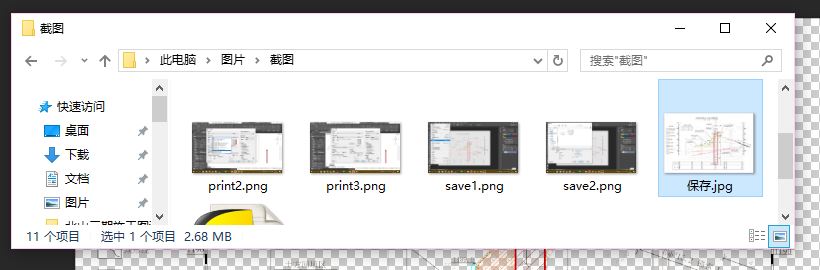 截图
此电脑 > 图片 > 截图
搜索"截图"
快速访问
桌面
下载
文档
图片
print2.png
print3.png
save1.png
save2.png
保存.jpg
11 个项目 选中 1 个项目 2.68 MB